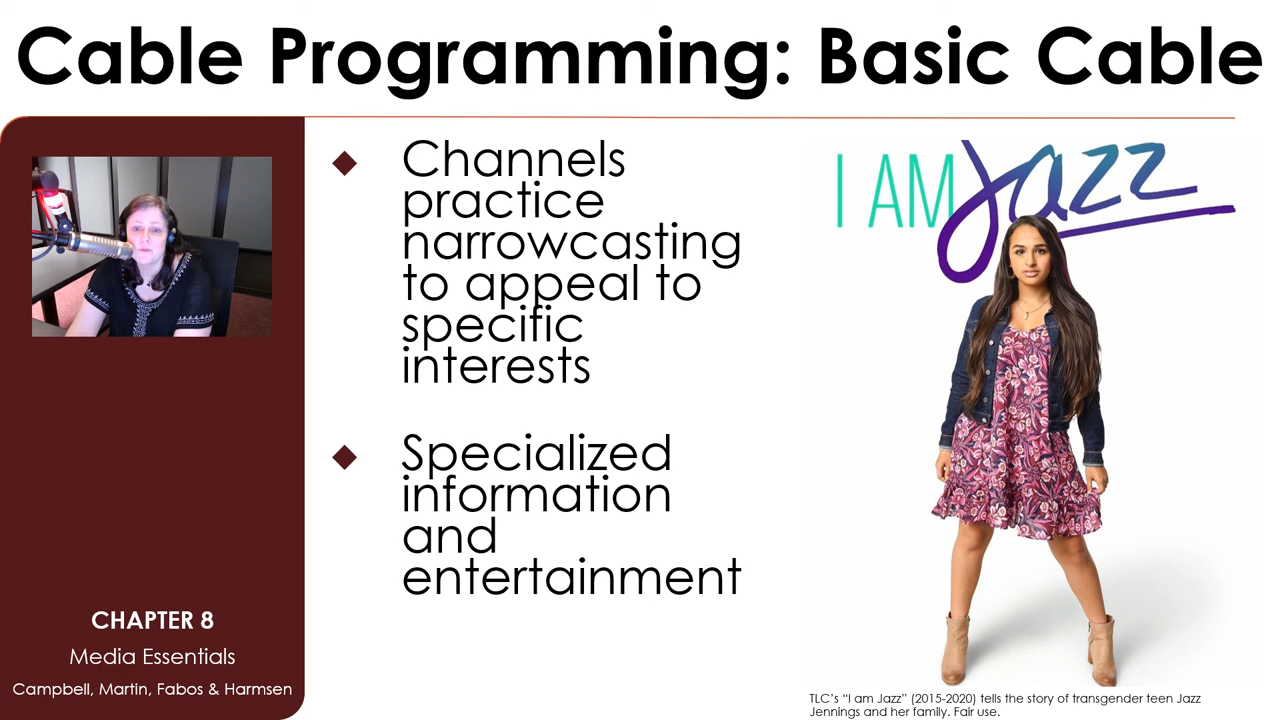 Cable Programming: Basic Cable
Channels
practice
narrowcasting
to appeal to
specific
interests
Specialized
information
and
entertainment
I AM Jazz
CHAPTER 8
Media Essentials
Campbell, Martin, Fabos & Harmsen
TLC's “I am Jazz” (2015-2020) tells the story of transgender teen Jazz
Jennings and her family. Fair use.